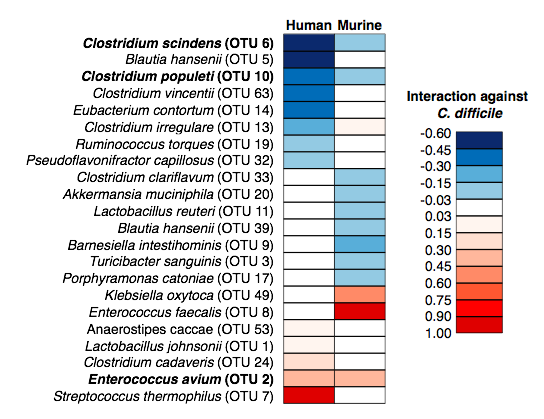 Human Murine
Clostridium scindens (OTU 6)
Blautia hansenii (OTU 5)
Clostridium populeti (OTU 10)
Clostridium vincentii (OTU 63)
Eubacterium contortum (OTU 14)
Clostridium irregulare (OTU 13)
Ruminococcus torques (OTU 19)
Pseudoflavonifractor capillosus (OTU 32)
Clostridium clariflavum (OTU 33)
Akkermansia muciniphila (OTU 20)
Lactobacillus reuteri (OTU 11)
Blautia hansenii (OTU 39)
Barnesiella intestihominis (OTU 9)
Turicibacter sanguinis (OTU 3)
Porphyramonas catoniae (OTU 17)
Klebsiella oxytoca (OTU 49)
Enterococcus faecalis (OTU 8)
Anaerostipes caccae (OTU 53)
Lactobacillus johnsonii (OTU 1)
Clostridium cadaveris (OTU 24)
Enterococcus avium (OTU 2)
Streptococcus thermophilus (OTU 7)
Interaction against
C. difficile
-0.60
-0.45
-0.30
-0.15
-0.03
0.03
0.15
0.30
0.45
0.60
0.75
0.90
1.00